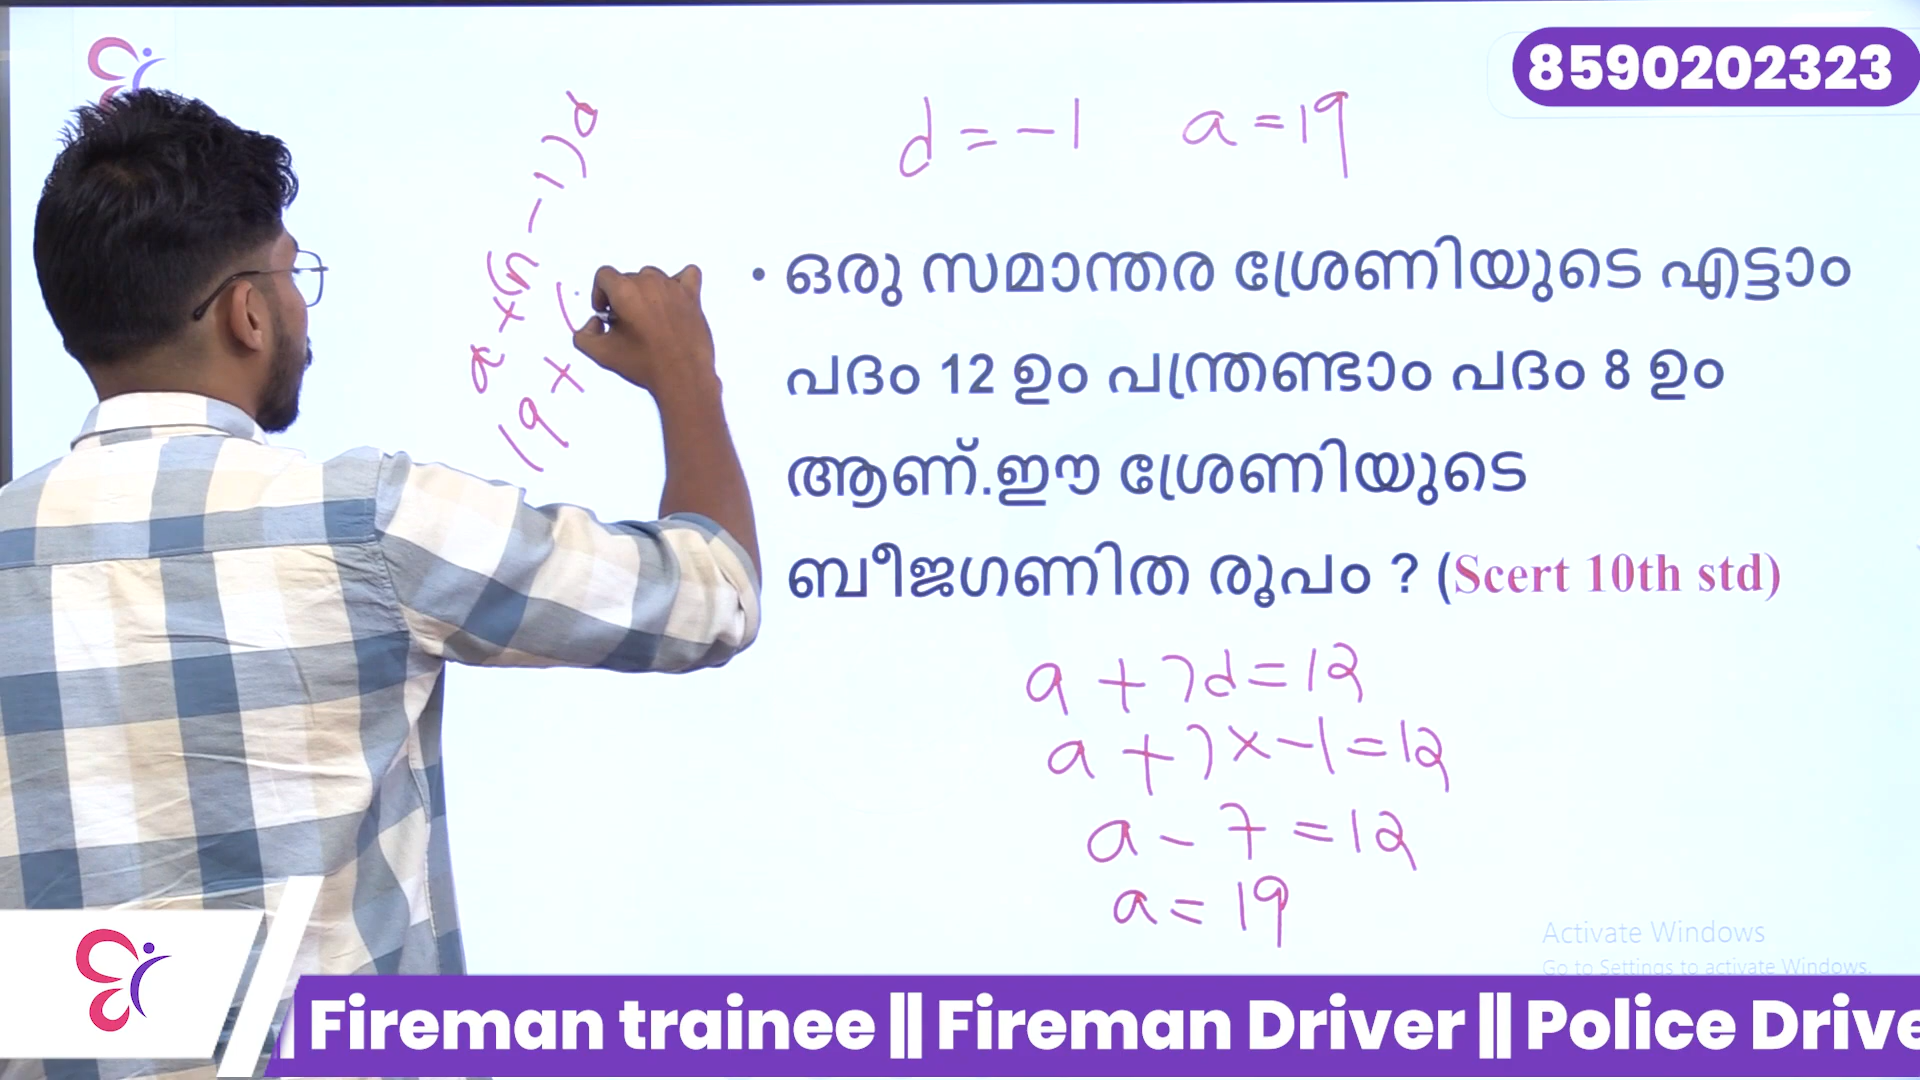 8590202323
d = -1 a = 19
a + (n - 1) d
19 + (
• ഒരു സമാന്തര ശ്രേണിയുടെ എട്ടാം
പദം 12 ഉം പന്ത്രണ്ടാം പദം 8 ഉം
ആണ്.ഈ ശ്രേണിയുടെ
ബീജഗണിത രൂപം ? (Scert 10th std)
a + 7d = 12
a + 7 x -1 = 12
a - 7 = 12
a = 19
Activate Windows
Go to Settings to activate Windows.
| Fireman trainee || Fireman Driver || Police Drive